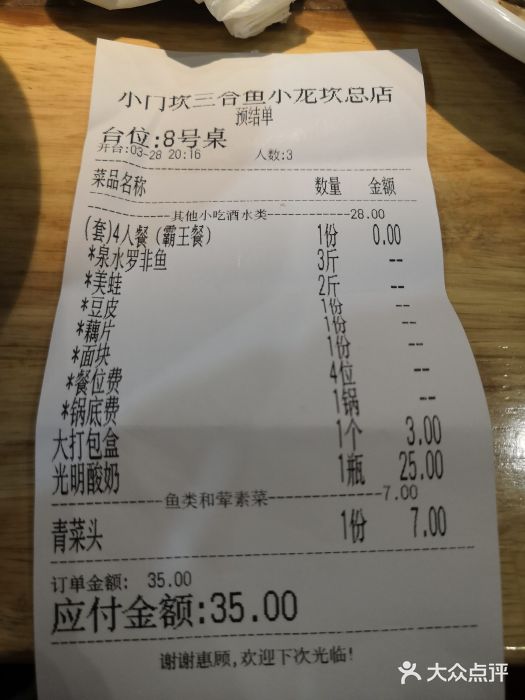 小门坎三合鱼小龙坎总店
预结单
台位:8号桌
开台:03-28 20:16 人数:3
菜品名称 数量 金额
其他小吃酒水类 28.00
(套)4人餐(霸王餐) 1份 0.00
*泉水罗非鱼 3斤 --
*美蛙 2斤 --
*豆皮 1份 --
*藕片 1份 --
*面块 1份 --
*餐位费 4位 --
*锅底费 1锅 --
大打包盒 1个 3.00
光明酸奶 1瓶 25.00
鱼类和荤素菜 7.00
青菜头 1份 7.00
订单金额: 35.00
应付金额:35.00
谢谢惠顾,欢迎下次光临!
大众点评